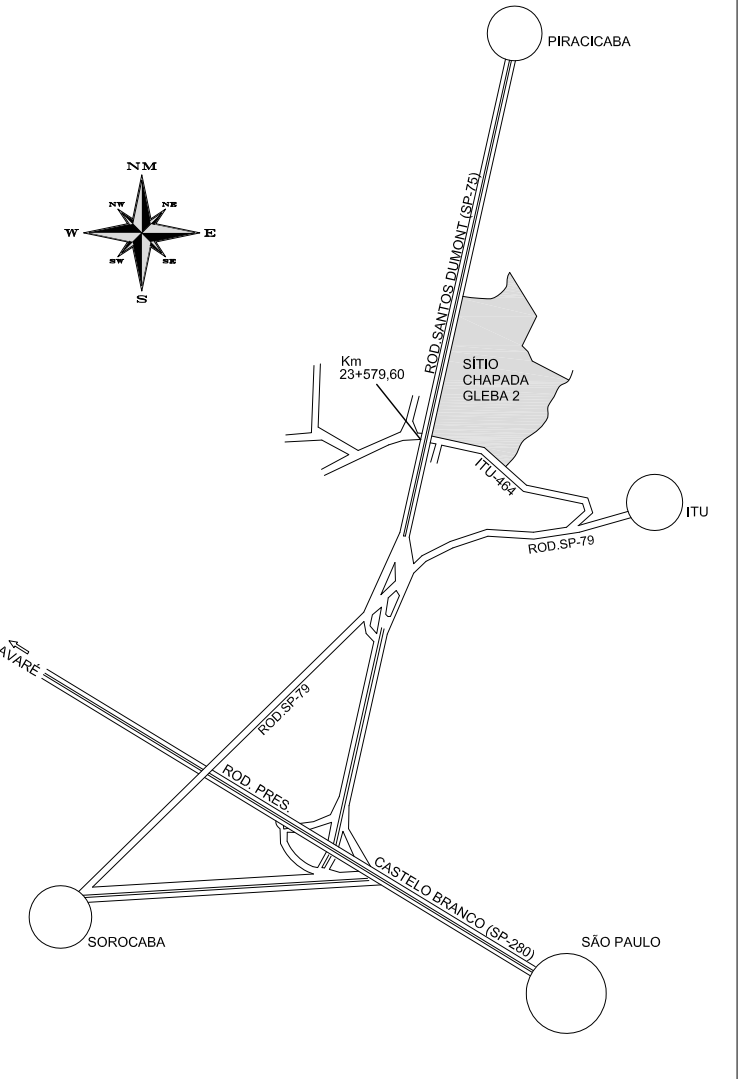 PIRACICABA
NM
NW
NE
W
E
SW
SE
S
ROD.SANTOS DUMONT (SP-75)
Km
23+579,60
SÍTIO
CHAPADA
GLEBA 2
ITU-464
ITU
ROD.SP-79
AVARÉ
ROD.SP-79
ROD. PRES.
CASTELO BRANCO (SP-280)
SOROCABA
SÃO PAULO